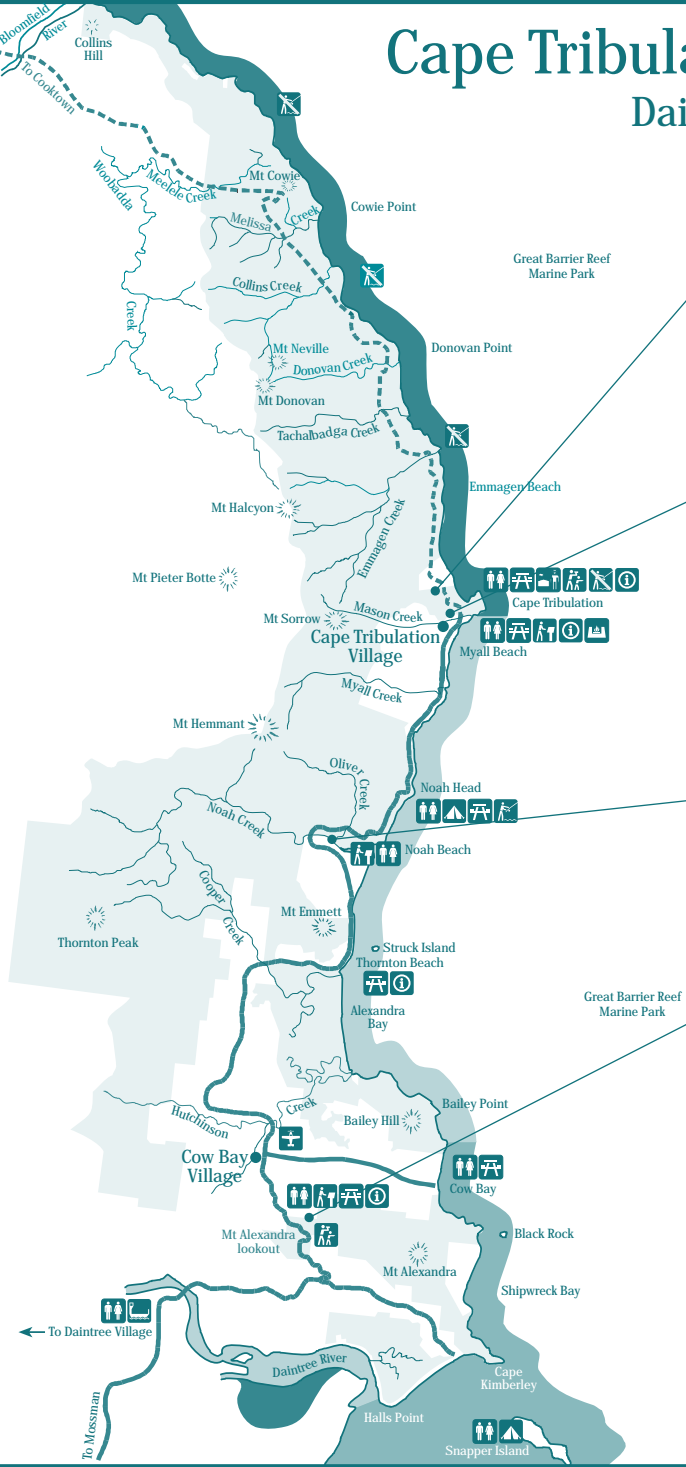 Cape Tribula
Dai
Bloomfield
River
Collins
Hill
To Cooktown
Woobadda
Creek
Meelele Creek
Mt Cowie
Melissa
Creek
Cowie Point
Great Barrier Reef
Marine Park
Collins Creek
Mt Neville
Donovan Creek
Donovan Point
Mt Donovan
Tachalbadga Creek
Emmagen Beach
Mt Halcyon
Emmagen Creek
Mt Pieter Botte
Mt Sorrow
Mason Creek
Cape Tribulation
Cape Tribulation
Village
Myall Beach
Myall Creek
Mt Hemmant
Oliver
Creek
Noah Head
Noah Creek
Noah Beach
Cooper
Creek
Mt Emmett
Thornton Peak
Struck Island
Thornton Beach
Great Barrier Reef
Marine Park
Alexandra
Bay
Hutchinson
Creek
Bailey Hill
Bailey Point
Cow Bay
Village
Cow Bay
Mt Alexandra
lookout
Black Rock
Mt Alexandra
Shipwreck Bay
To Daintree Village
Daintree River
Cape
Kimberley
To Mossman
Halls Point
Snapper Island